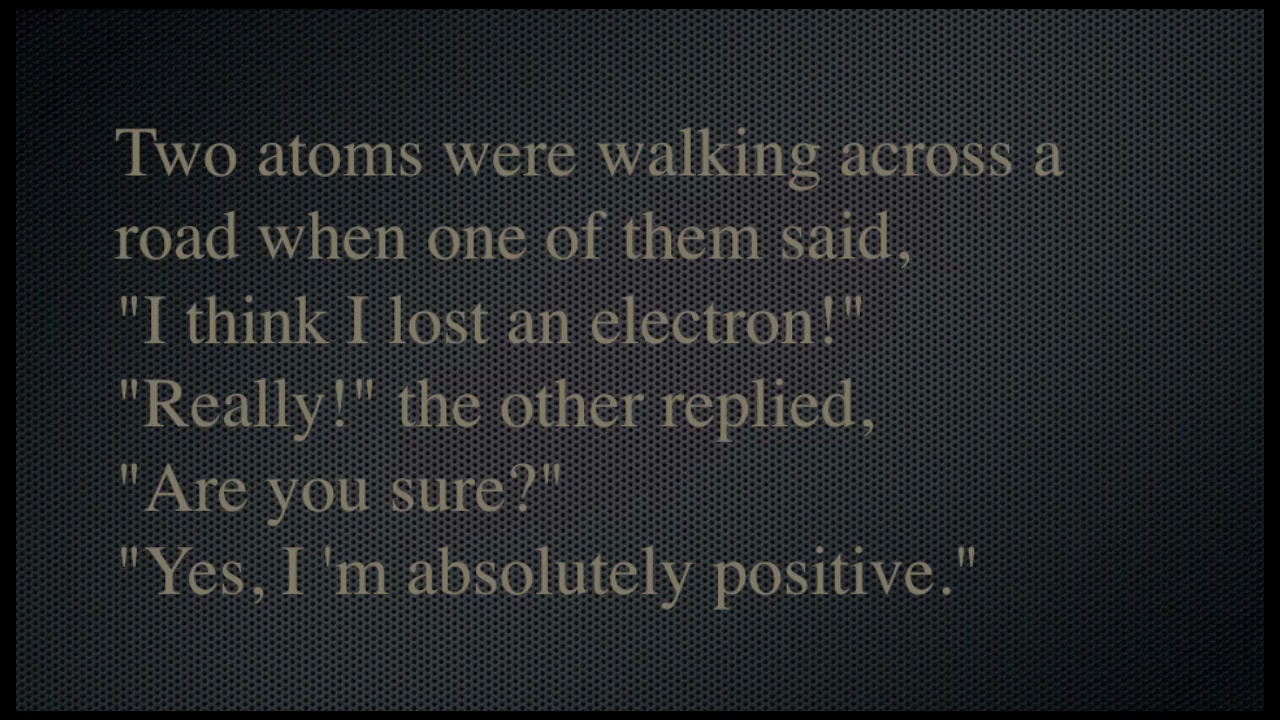 Two atoms were walking across a
road when one of them said,
"I think I lost an electron!"
"Really!" the other replied,
"Are you sure?"
"Yes, I 'm absolutely positive."